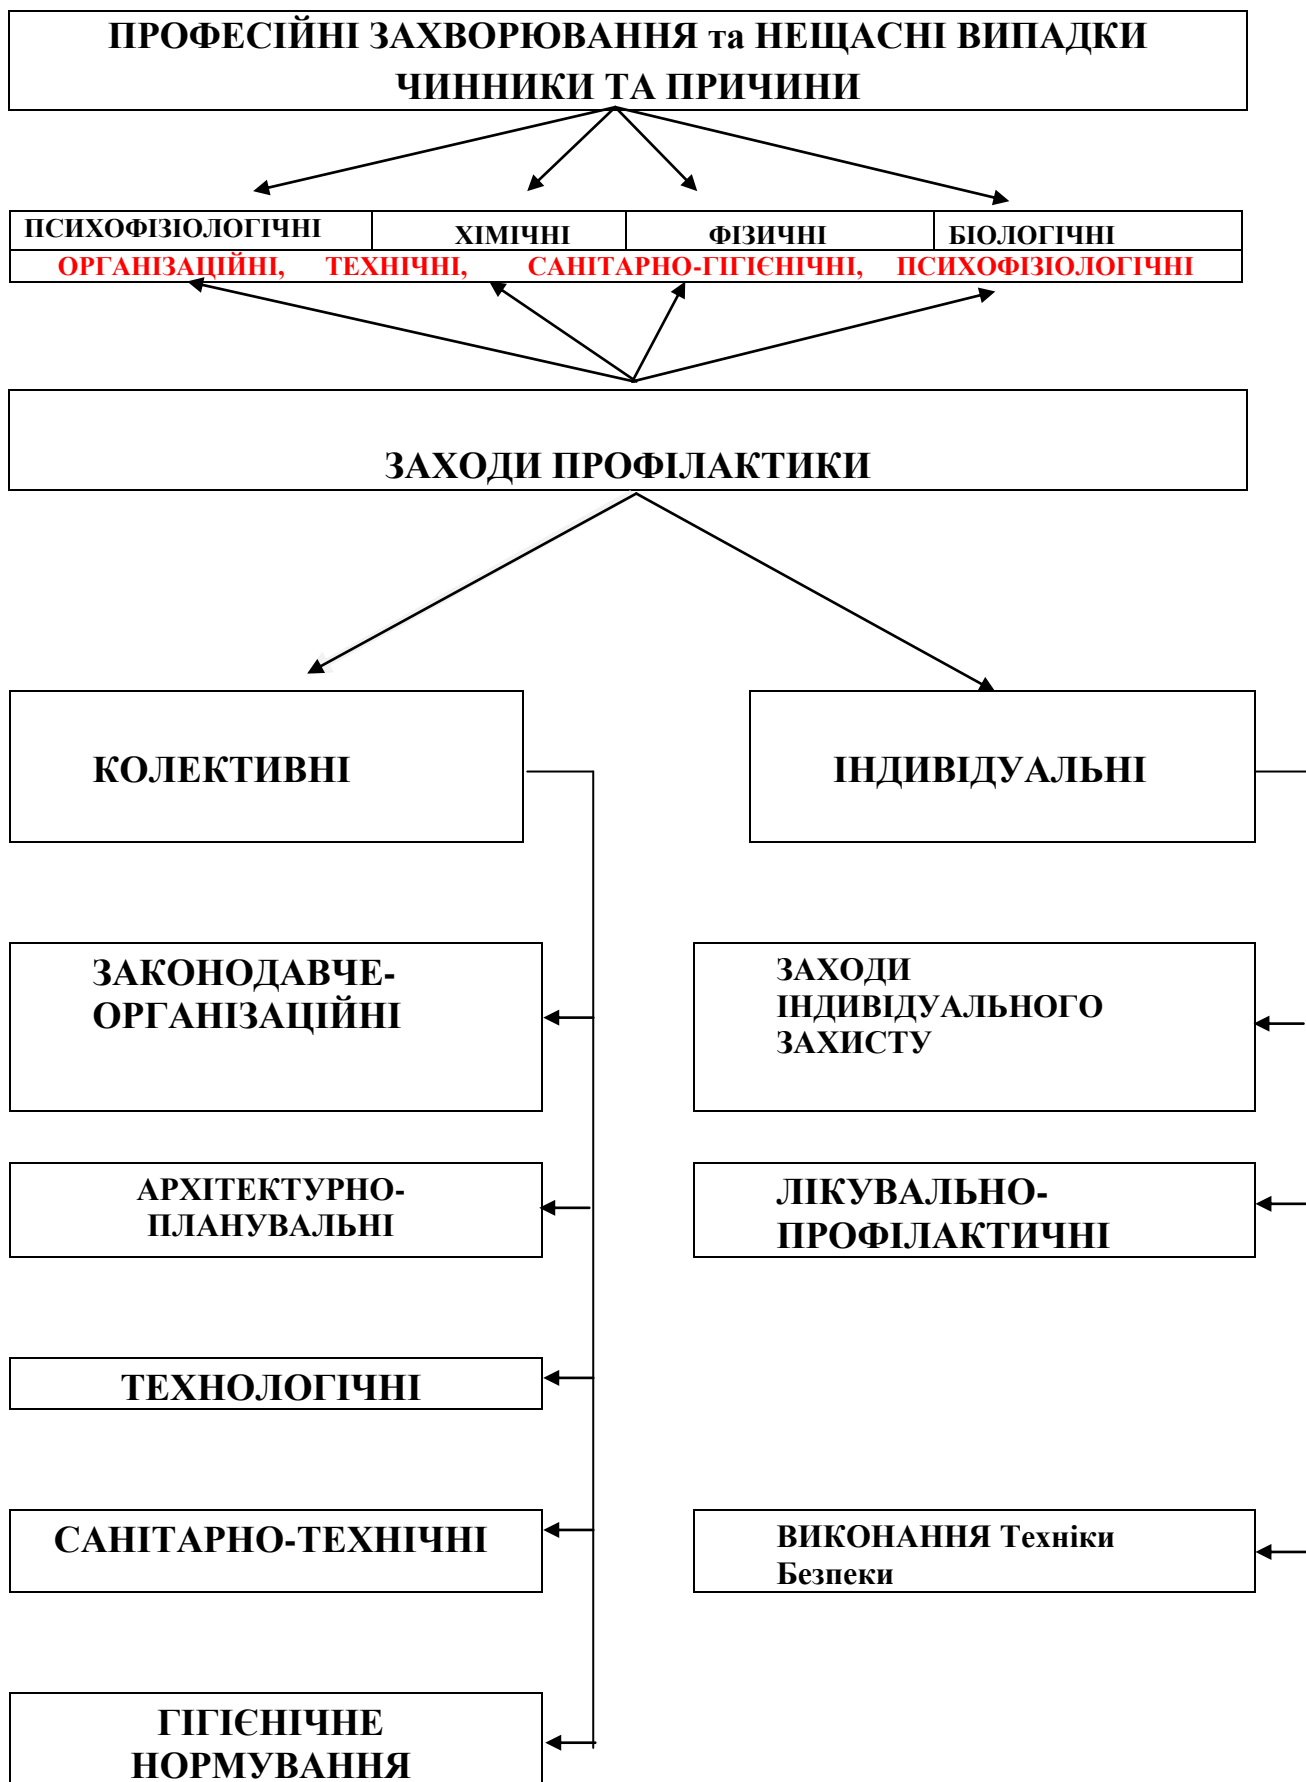 ПРОФЕСІЙНІ ЗАХВОРЮВАННЯ та НЕЩАСНІ ВИПАДКИ
ЧИННИКИ ТА ПРИЧИНИ
ПСИХОФІЗІОЛОГІЧНІ ХІМІЧНІ ФІЗИЧНІ БІОЛОГІЧНІ
ОРГАНІЗАЦІЙНІ, ТЕХНІЧНІ, САНІТАРНО-ГІГІЄНІЧНІ, ПСИХОФІЗІОЛОГІЧНІ
ЗАХОДИ ПРОФІЛАКТИКИ
КОЛЕКТИВНІ
ІНДИВІДУАЛЬНІ
ЗАКОНОДАВЧЕ-
ОРГАНІЗАЦІЙНІ
ЗАХОДИ
ІНДИВІДУАЛЬНОГО
ЗАХИСТУ
АРХІТЕКТУРНО-
ПЛАНУВАЛЬНІ
ЛІКУВАЛЬНО-
ПРОФІЛАКТИЧНІ
ТЕХНОЛОГІЧНІ
САНІТАРНО-ТЕХНІЧНІ
ВИКОНАННЯ Техніки
Безпеки
ГІГІЄНІЧНЕ
НОРМУВАННЯ